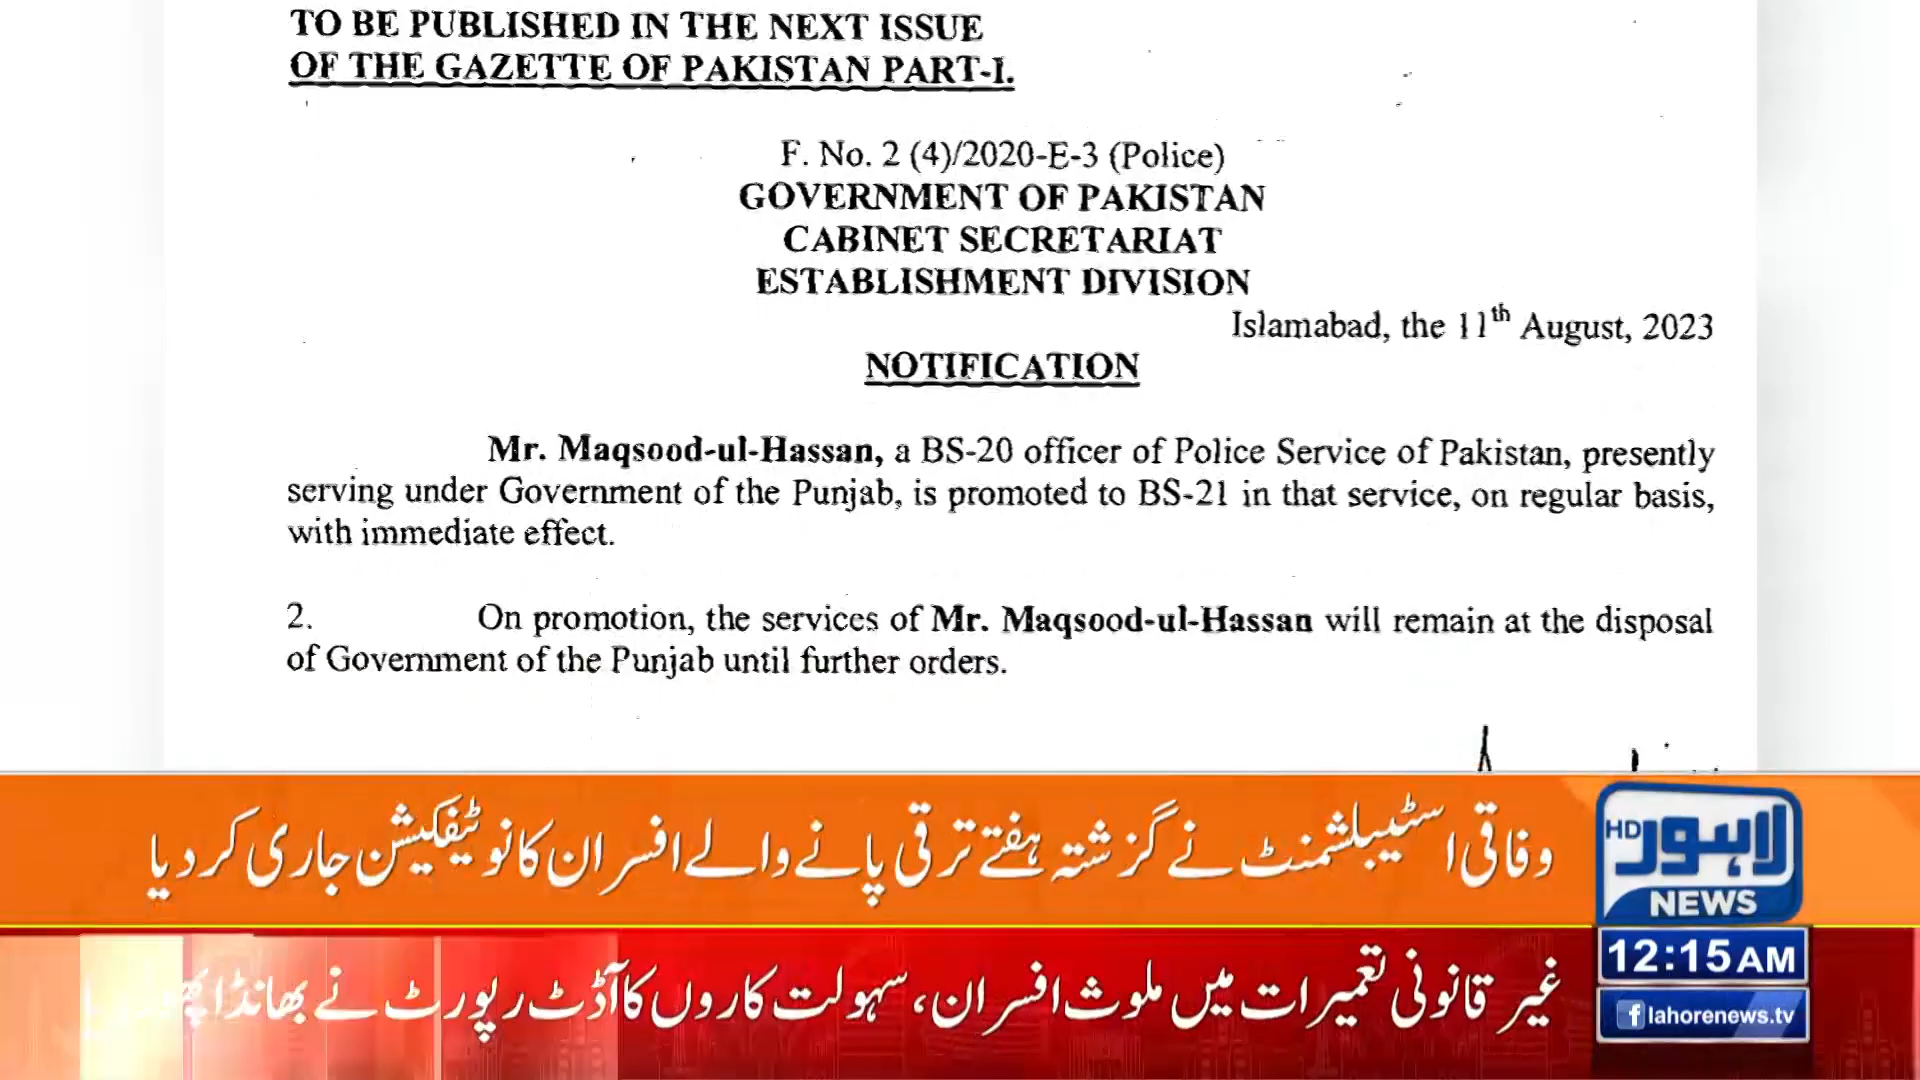 TO BE PUBLISHED IN THE NEXT ISSUE
OF THE GAZETTE OF PAKISTAN PART-I.
F. No. 2 (4)/2020-E-3 (Police)
GOVERNMENT OF PAKISTAN
CABINET SECRETARIAT
ESTABLISHMENT DIVISION
Islamabad, the 11th August, 2023
NOTIFICATION
Mr. Maqsood-ul-Hassan, a BS-20 officer of Police Service of Pakistan, presently
serving under Government of the Punjab, is promoted to BS-21 in that service, on regular basis,
with immediate effect.
2. On promotion, the services of Mr. Maqsood-ul-Hassan will remain at the disposal
of Government of the Punjab until further orders.
وفاقی اسٹیبلشمنٹ نے گزشتہ ہفتے ترقی پانے والے افسران کا نوٹیفکیشن جاری کر دیا
لاہور HD
NEWS
غیر قانونی تعمیرات میں ملوث افسران، سہولت کاروں کا آڈٹ رپورٹ نے بھانڈا
12:15 AM
f lahorenews.tv